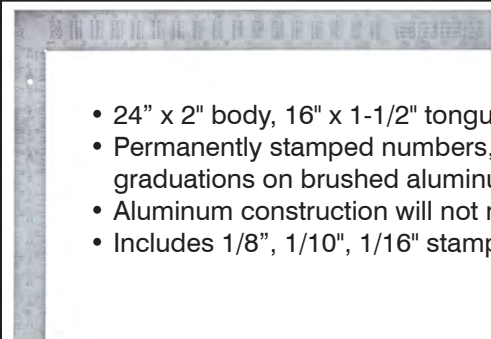 • 24” x 2" body, 16" x 1-1/2" tongu
• Permanently stamped numbers,
graduations on brushed aluminu
• Aluminum construction will not r
• Includes 1/8”, 1/10", 1/16" stamp